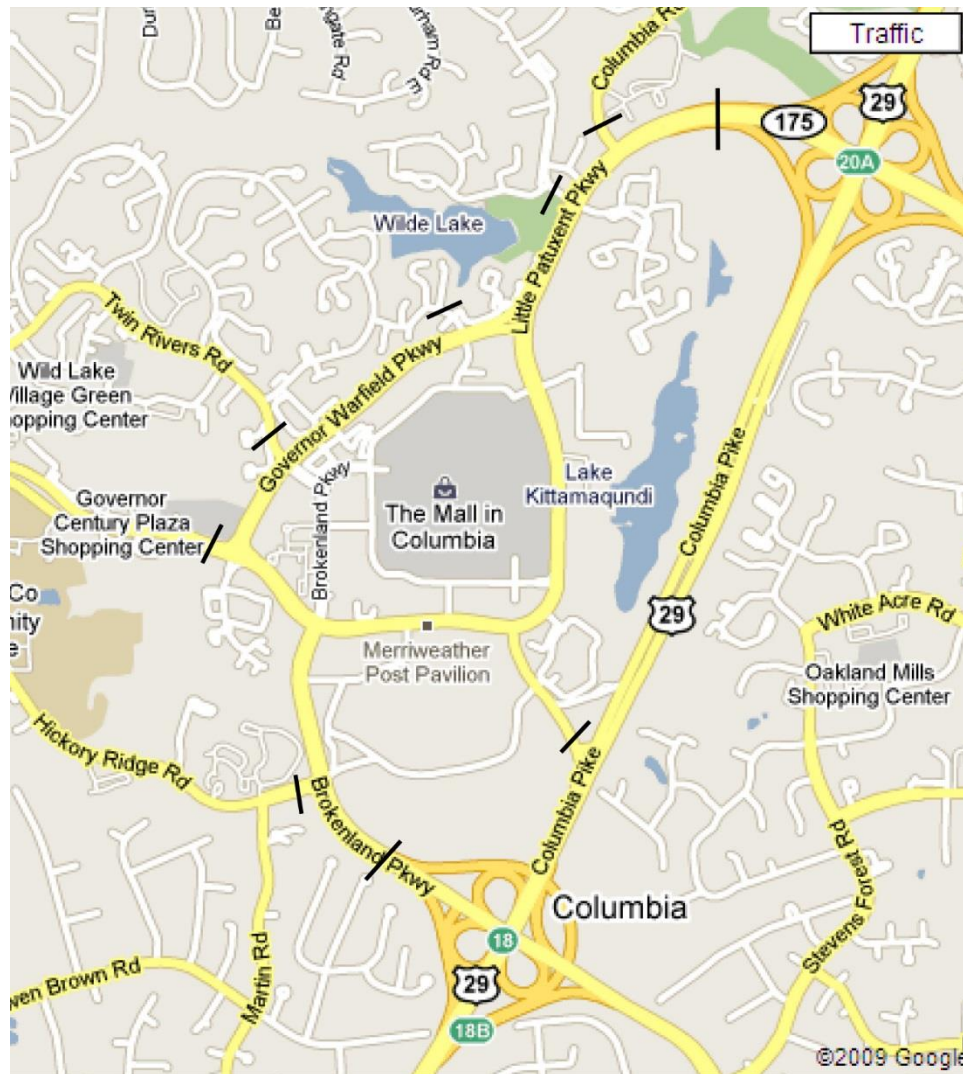 Traffic
Columbia Rd
29
175
20A
Wilde Lake
Little Patuxent Pkwy
Twin Rivers Rd
Wild Lake
Village Green
Shopping Center
Governor Warfield Pkwy
Brokenland Pkwy
Governor
Century Plaza
Shopping Center
The Mall in
Columbia
Lake
Kittamaqundi
Columbia Pike
29
White Acre Rd
Merriweather
Post Pavilion
Oakland Mills
Shopping Center
Hickory Ridge Rd
Brokenland Pkwy
Columbia Pike
Columbia
18
29
18B
Martin Rd
wen Brown Rd
Stevens Forest Rd
©2009 Google